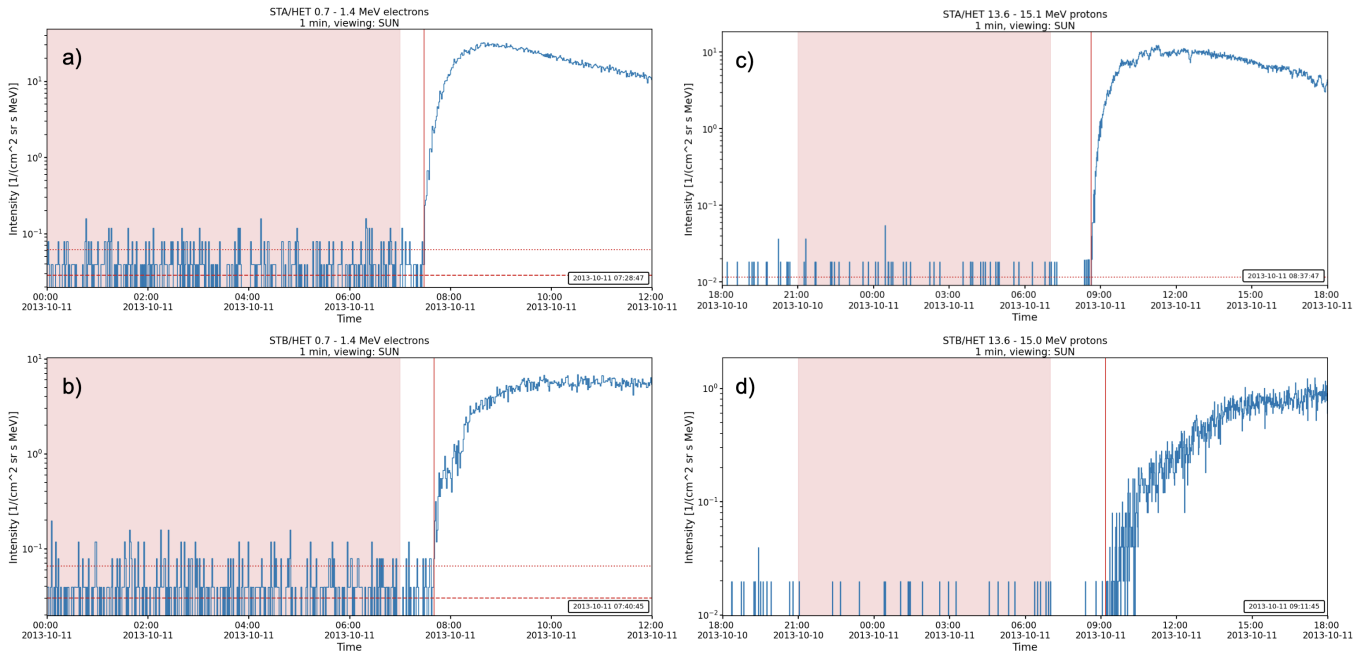 STA/HET 0.7 - 1.4 MeV electrons
1 min, viewing: SUN
a)
Intensity [1/(cm^2 sr s MeV)]
10^1
10^0
10^-1
2013-10-11 07:28:47
00:00 02:00 04:00 06:00 08:00 10:00 12:00
2013-10-11 2013-10-11 2013-10-11 2013-10-11 2013-10-11 2013-10-11 2013-10-11
Time
STA/HET 13.6 - 15.1 MeV protons
1 min, viewing: SUN
c)
Intensity [1/(cm^2 sr s MeV)]
10^1
10^0
10^-1
10^-2
2013-10-11 08:37:47
18:00 21:00 00:00 03:00 06:00 09:00 12:00 15:00 18:00
2013-10-10 2013-10-10 2013-10-11 2013-10-11 2013-10-11 2013-10-11 2013-10-11 2013-10-11 2013-10-11
Time
STB/HET 0.7 - 1.4 MeV electrons
1 min, viewing: SUN
b)
Intensity [1/(cm^2 sr s MeV)]
10^1
10^0
10^-1
2013-10-11 07:40:45
00:00 02:00 04:00 06:00 08:00 10:00 12:00
2013-10-11 2013-10-11 2013-10-11 2013-10-11 2013-10-11 2013-10-11 2013-10-11
Time
STB/HET 13.6 - 15.0 MeV protons
1 min, viewing: SUN
d)
Intensity [1/(cm^2 sr s MeV)]
10^0
10^-1
10^-2
2013-10-11 09:11:45
18:00 21:00 00:00 03:00 06:00 09:00 12:00 15:00 18:00
2013-10-10 2013-10-10 2013-10-11 2013-10-11 2013-10-11 2013-10-11 2013-10-11 2013-10-11 2013-10-11
Time